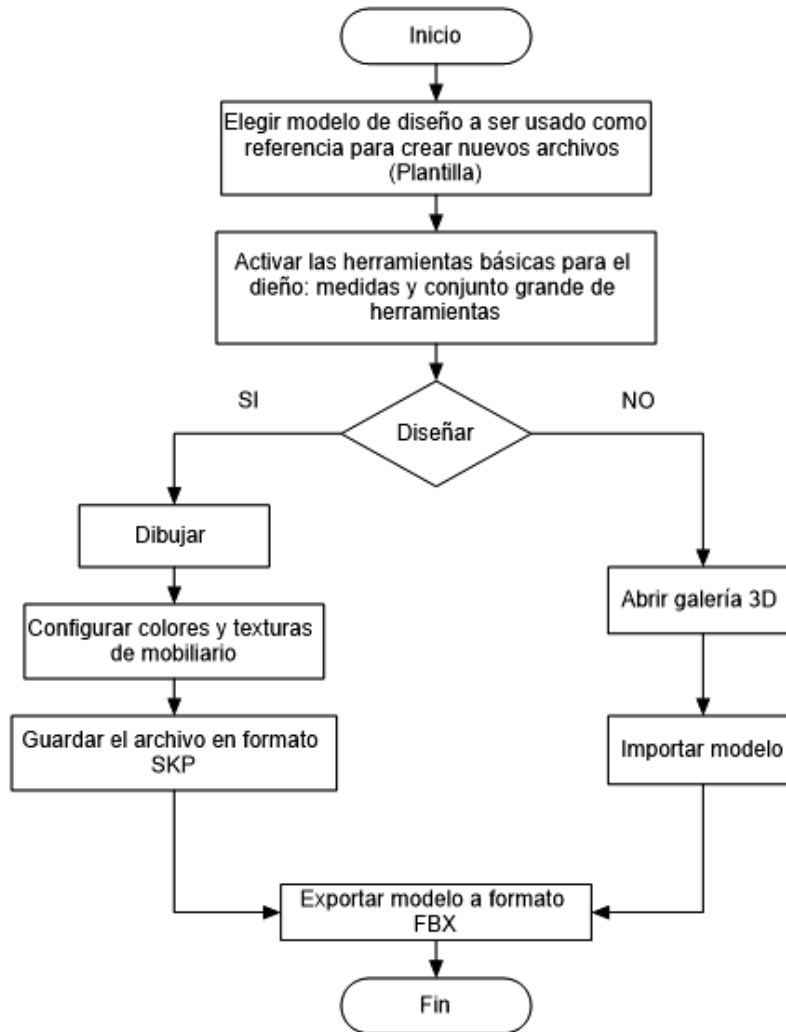 Inicio
Elegir modelo de diseño a ser usado como
referencia para crear nuevos archivos
(Plantilla)
Activar las herramientas básicas para el
dieño: medidas y conjunto grande de
herramientas
SI
NO
Diseñar
Dibujar
Configurar colores y texturas
de mobiliario
Guardar el archivo en formato
SKP
Abrir galería 3D
Importar modelo
Exportar modelo a formato
FBX
Fin